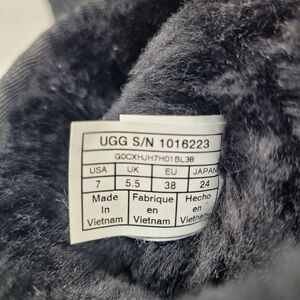 UGG S/N 1016223
G0CXHJH7H01BL38
USA UK EU JAPAN
7 5.5 38 24
Made Fabrique Hecho
In en en
Vietnam Vietnam Vietnam